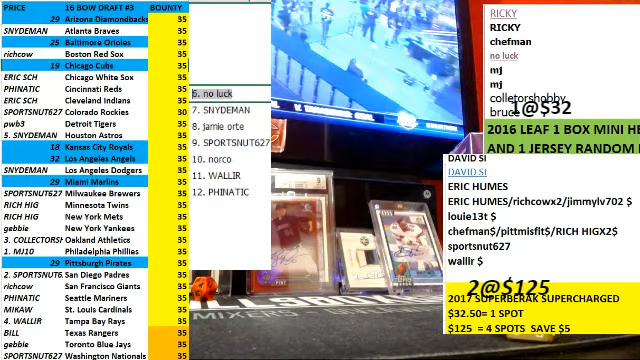 PRICE 16 BOW DRAFT #3 BOUNTY
29 Arizona Diamondbacks 35
SNYDEMAN Atlanta Braves 35
25 Baltimore Orioles 35
richcow Boston Red Sox 35
19 Chicago Cubs 35
ERIC SCH Chicago White Sox 35
PHINATIC Cincinnati Reds 35
ERIC SCH Cleveland Indians 35
SPORTSNUT627 Colorado Rockies 30
pwb3 Detroit Tigers 35
5. SNYDEMAN Houston Astros 35
18 Kansas City Royals 35
32 Los Angeles Angels 35
SNYDEMAN Los Angeles Dodgers 35
29 Miami Marlins 35
SPORTSNUT Milwaukee Brewers 35
RICH HIG Minnesota Twins 35
RICH HIG New York Mets 35
gebbie New York Yankees 35
3. COLLECTORS Oakland Athletics 35
1. MJ10 Philadelphia Phillies 35
29 Pittsburgh Pirates 35
2. SPORTSNUT6 San Diego Padres 35
richcow San Francisco Giants 35
PHINATIC Seattle Mariners 35
MIKAW St. Louis Cardinals 35
4. WALLIR Tampa Bay Rays 35
BILL Texas Rangers 35
gebbie Toronto Blue Jays 35
SPORTSNUT Washington Nationals 35
6. no luck
7. SNYDEMAN
8. jamie orte
9. SPORTSNUT627
10. norco
11. WALLIR
12. PHINATIC
RICKY
RICKY
chefman
no luck
mj
mj
colletorshobby
bruce
1@$32
2016 LEAF 1 BOX MINI HE
AND 1 JERSEY RANDOM
DAVID SI
DAVID SI
ERIC HUMES
ERIC HUMES/richcowx2/jimmylv702 $
louie13t $
chefman$/pittmisfit$/RICH HIGX2$
sportsnut627
wallir $
2@$125
2017 SUPERBERAK SUPERCHARGED
$32.50= 1 SPOT
$125 = 4 SPOTS SAVE $5
MIXERS